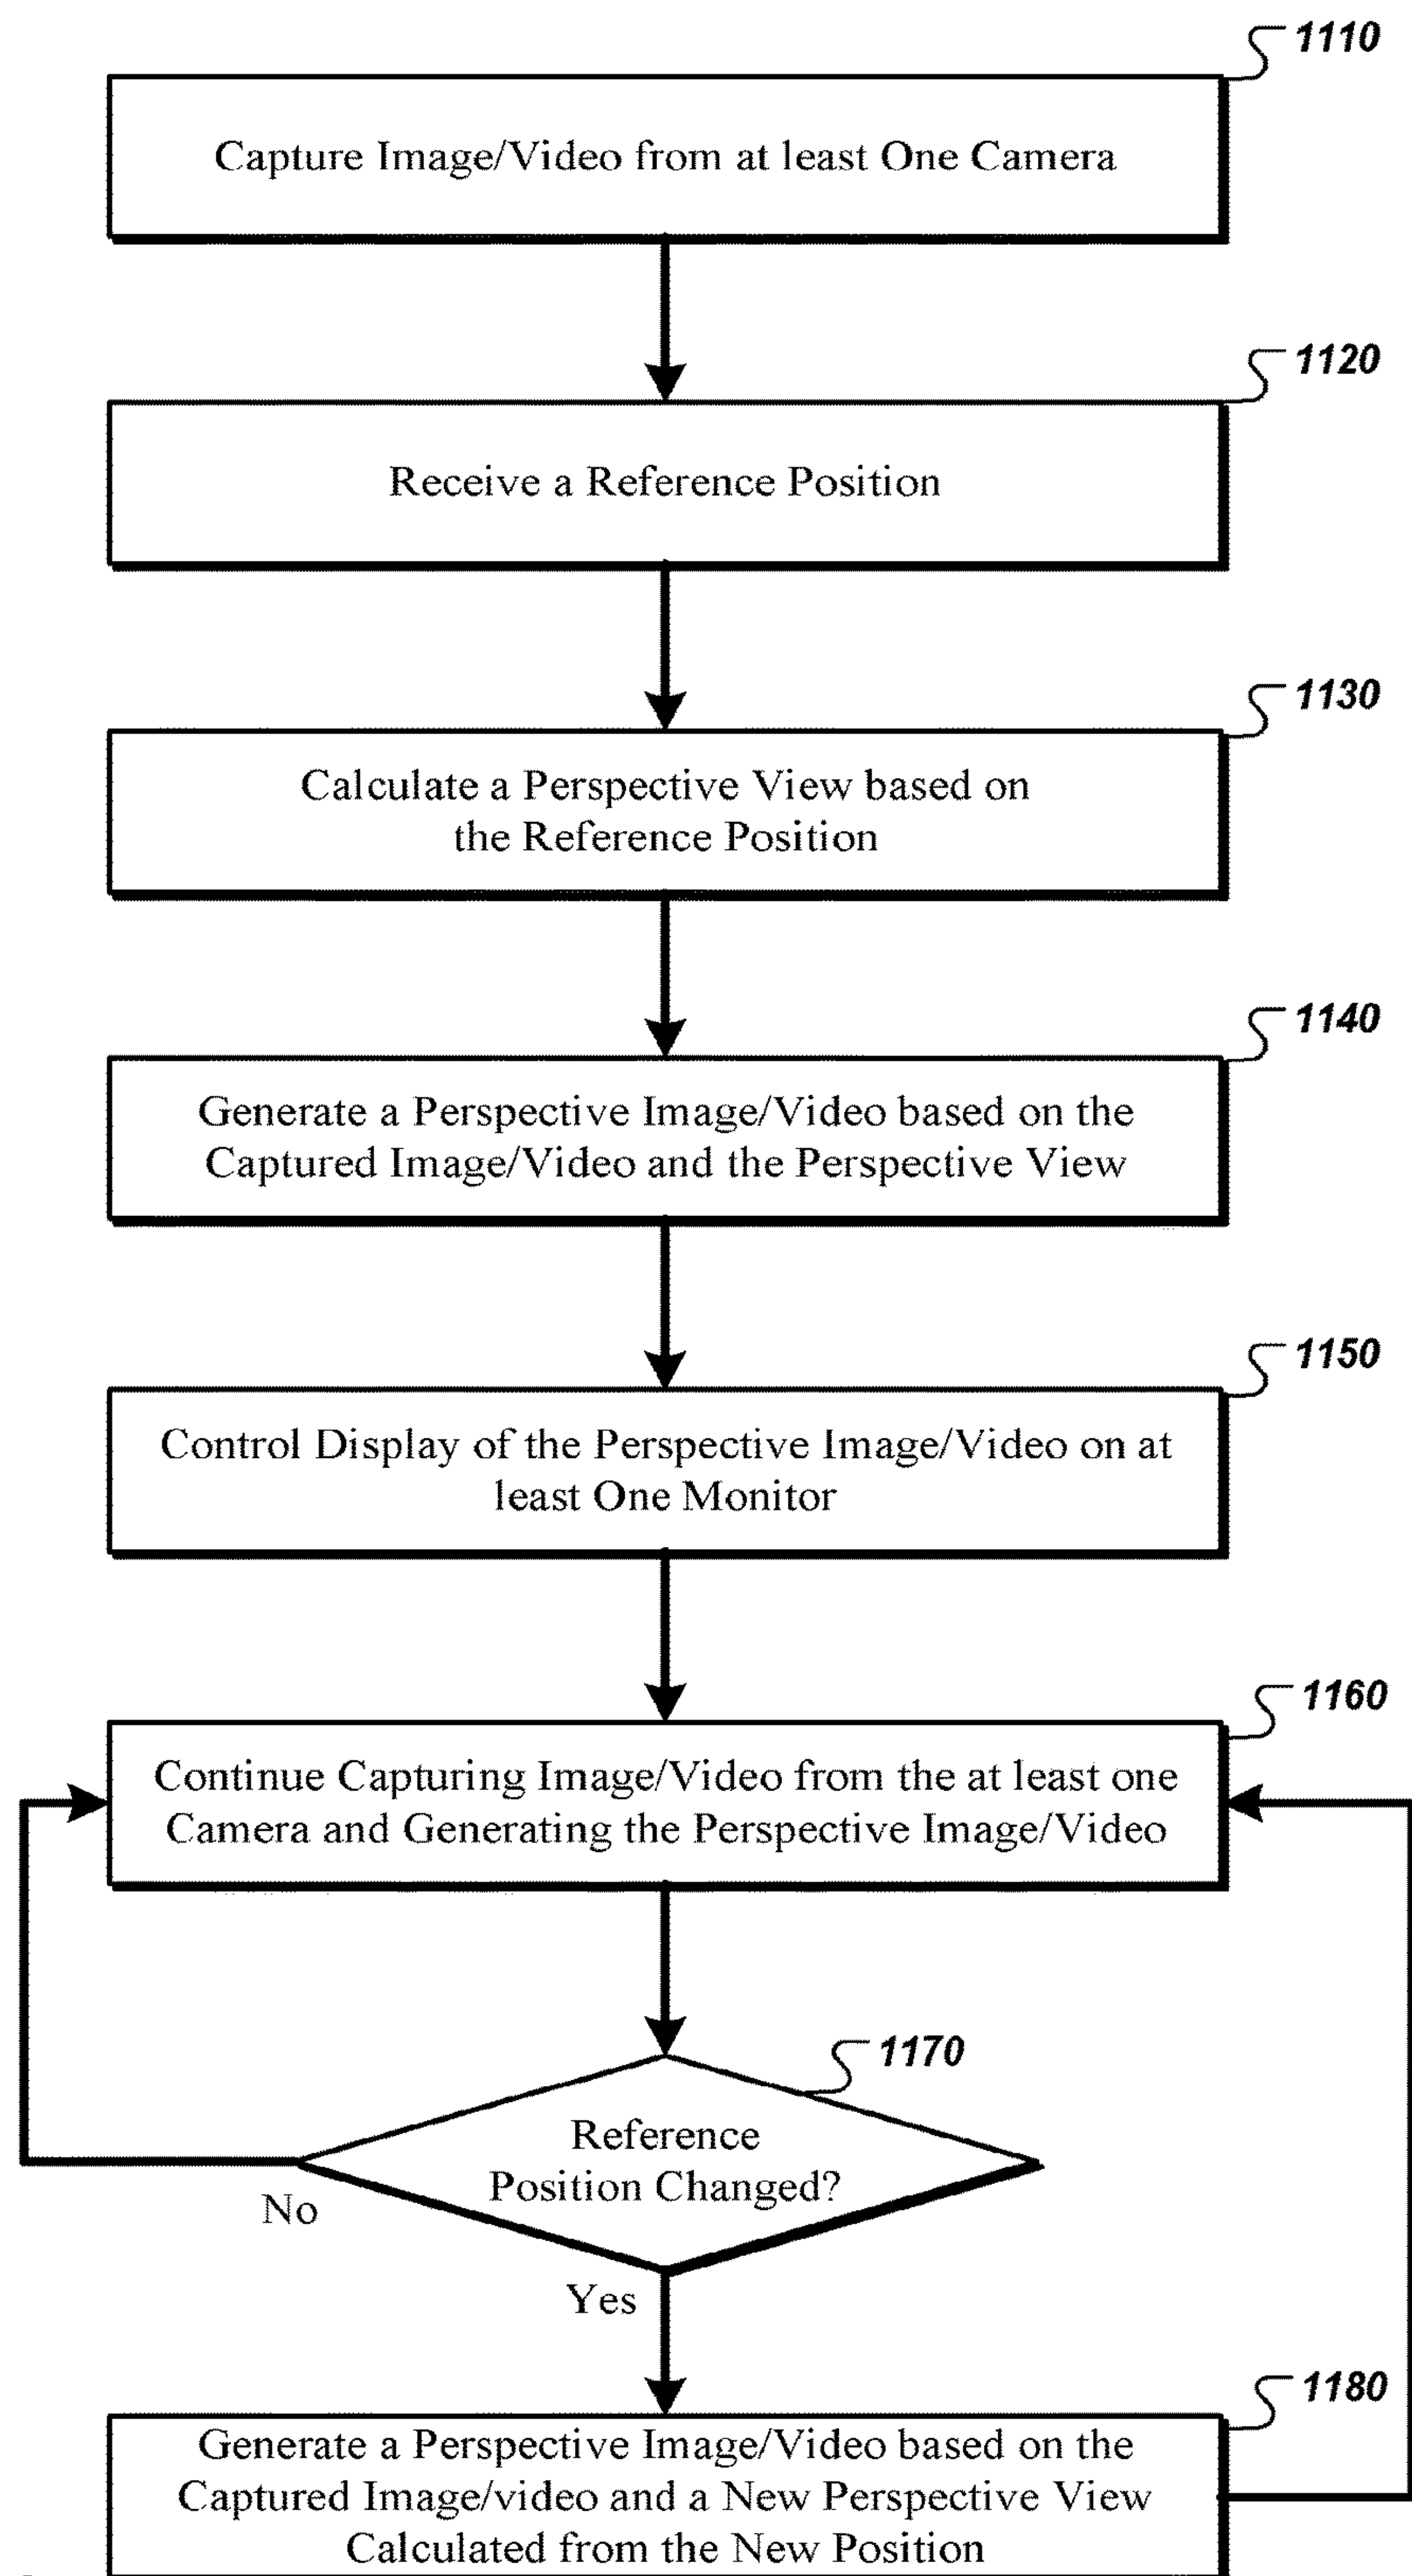 1110
Capture Image/Video from at least One Camera
1120
Receive a Reference Position
1130
Calculate a Perspective View based on
the Reference Position
1140
Generate a Perspective Image/Video based on the
Captured Image/Video and the Perspective View
1150
Control Display of the Perspective Image/Video on at
least One Monitor
1160
Continue Capturing Image/Video from the at least one
Camera and Generating the Perspective Image/Video
1170
Reference
Position Changed?
No
Yes
1180
Generate a Perspective Image/Video based on the
Captured Image/video and a New Perspective View
Calculated from the New Position